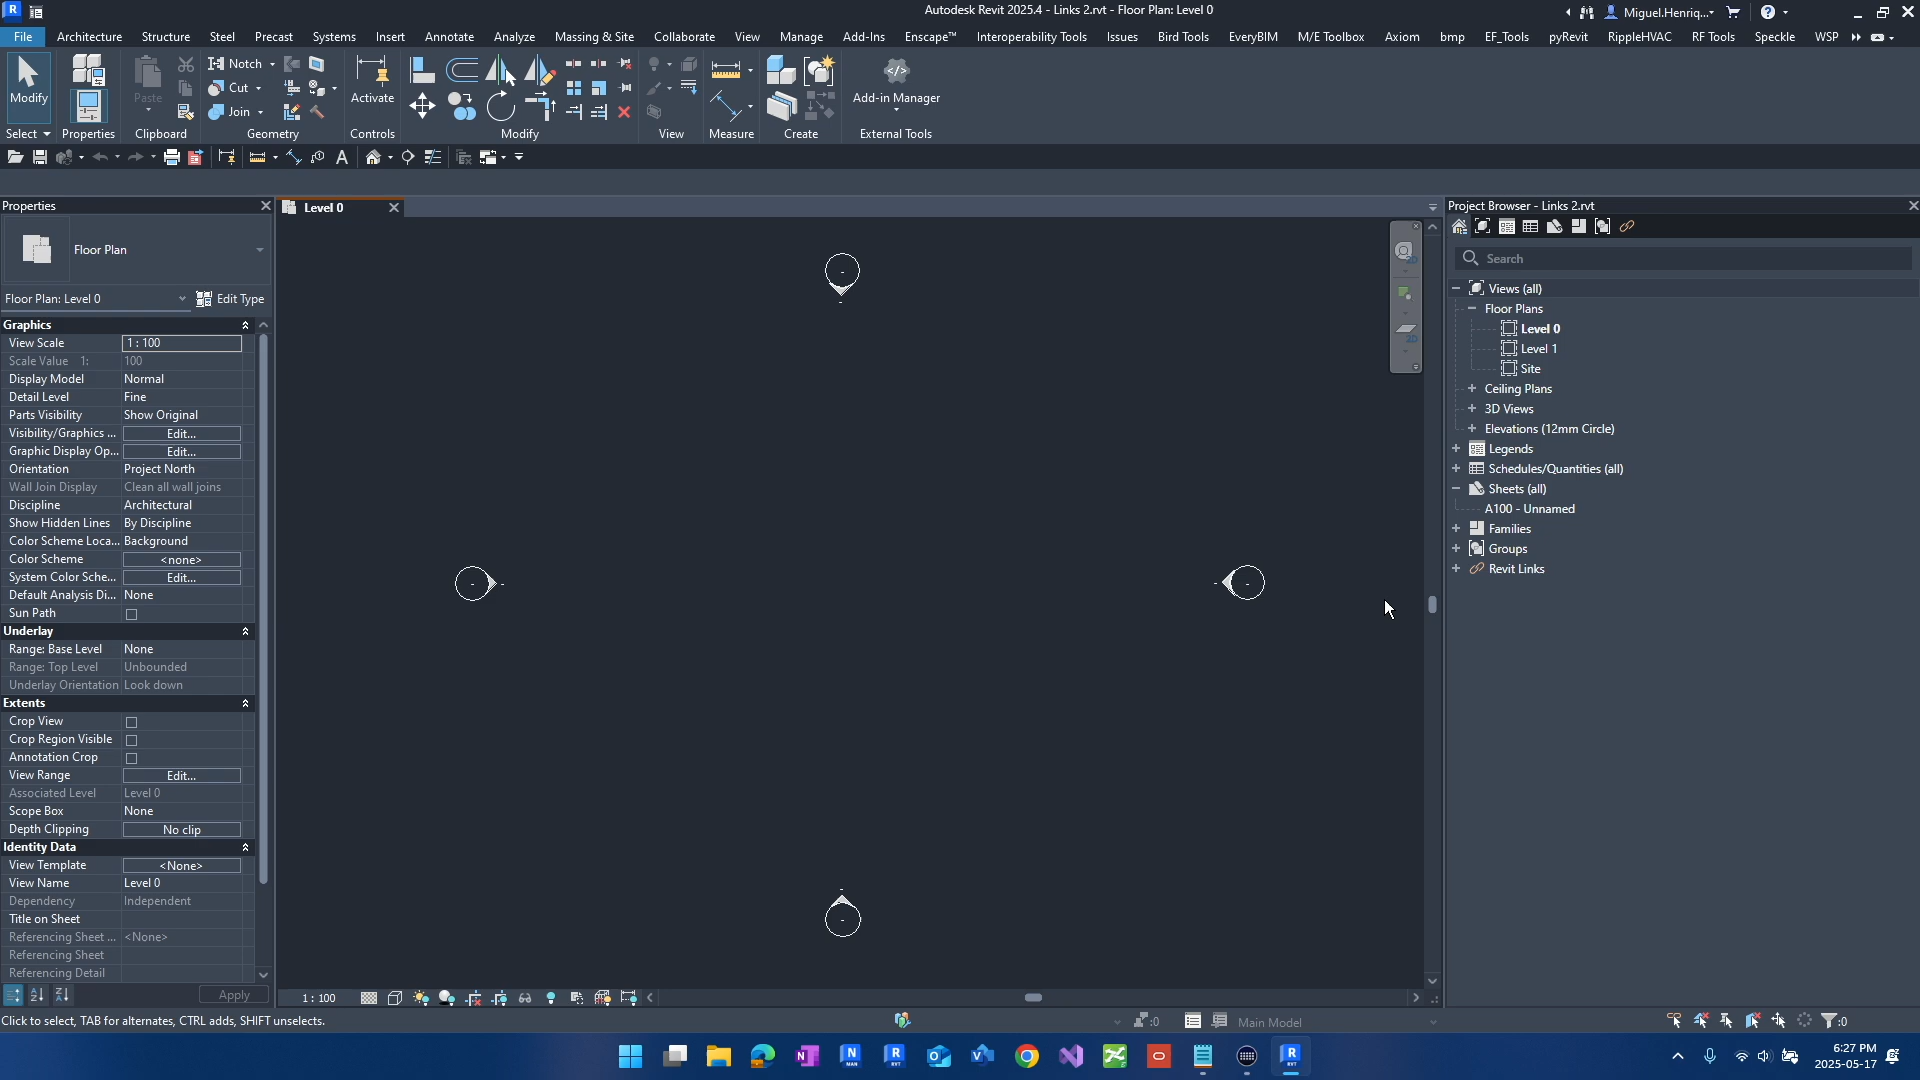 Autodesk Revit 2025.4 - Links 2.rvt - Floor Plan: Level 0
Miguel.Henriq...
File Architecture Structure Steel Precast Systems Insert Annotate Analyze Massing & Site Collaborate View Manage Add-Ins Enscape™ Interoperability Tools Issues Bird Tools EveryBIM M/E Toolbox Axiom bmp EF_Tools pyRevit RippleHVAC RF Tools Speckle WSP
Notch
Cut
Join
Modify
Paste
Activate
Add-in Manager
Select Properties Clipboard Geometry Controls Modify View Measure Create External Tools
Properties
Level 0
Project Browser - Links 2.rvt
Floor Plan
Search
Floor Plan: Level 0 Edit Type
Graphics
View Scale 1 : 100
Scale Value 1: 100
Display Model Normal
Detail Level Fine
Parts Visibility Show Original
Visibility/Graphics ... Edit...
Graphic Display Op... Edit...
Orientation Project North
Wall Join Display Clean all wall joins
Discipline Architectural
Show Hidden Lines By Discipline
Color Scheme Loca... Background
Color Scheme <none>
System Color Sche... Edit...
Default Analysis Di... None
Sun Path
Underlay
Range: Base Level None
Range: Top Level Unbounded
Underlay Orientation Look down
Extents
Crop View
Crop Region Visible
Annotation Crop
View Range Edit...
Associated Level Level 0
Scope Box None
Depth Clipping No clip
Identity Data
View Template <None>
View Name Level 0
Dependency Independent
Title on Sheet
Referencing Sheet ... <None>
Referencing Sheet
Referencing Detail
Apply
Views (all)
Floor Plans
Level 0
Level 1
Site
Ceiling Plans
3D Views
Elevations (12mm Circle)
Legends
Schedules/Quantities (all)
Sheets (all)
A100 - Unnamed
Families
Groups
Revit Links
1 : 100
Click to select, TAB for alternates, CTRL adds, SHIFT unselects.
:0
Main Model
:0
6:27 PM
2025-05-17